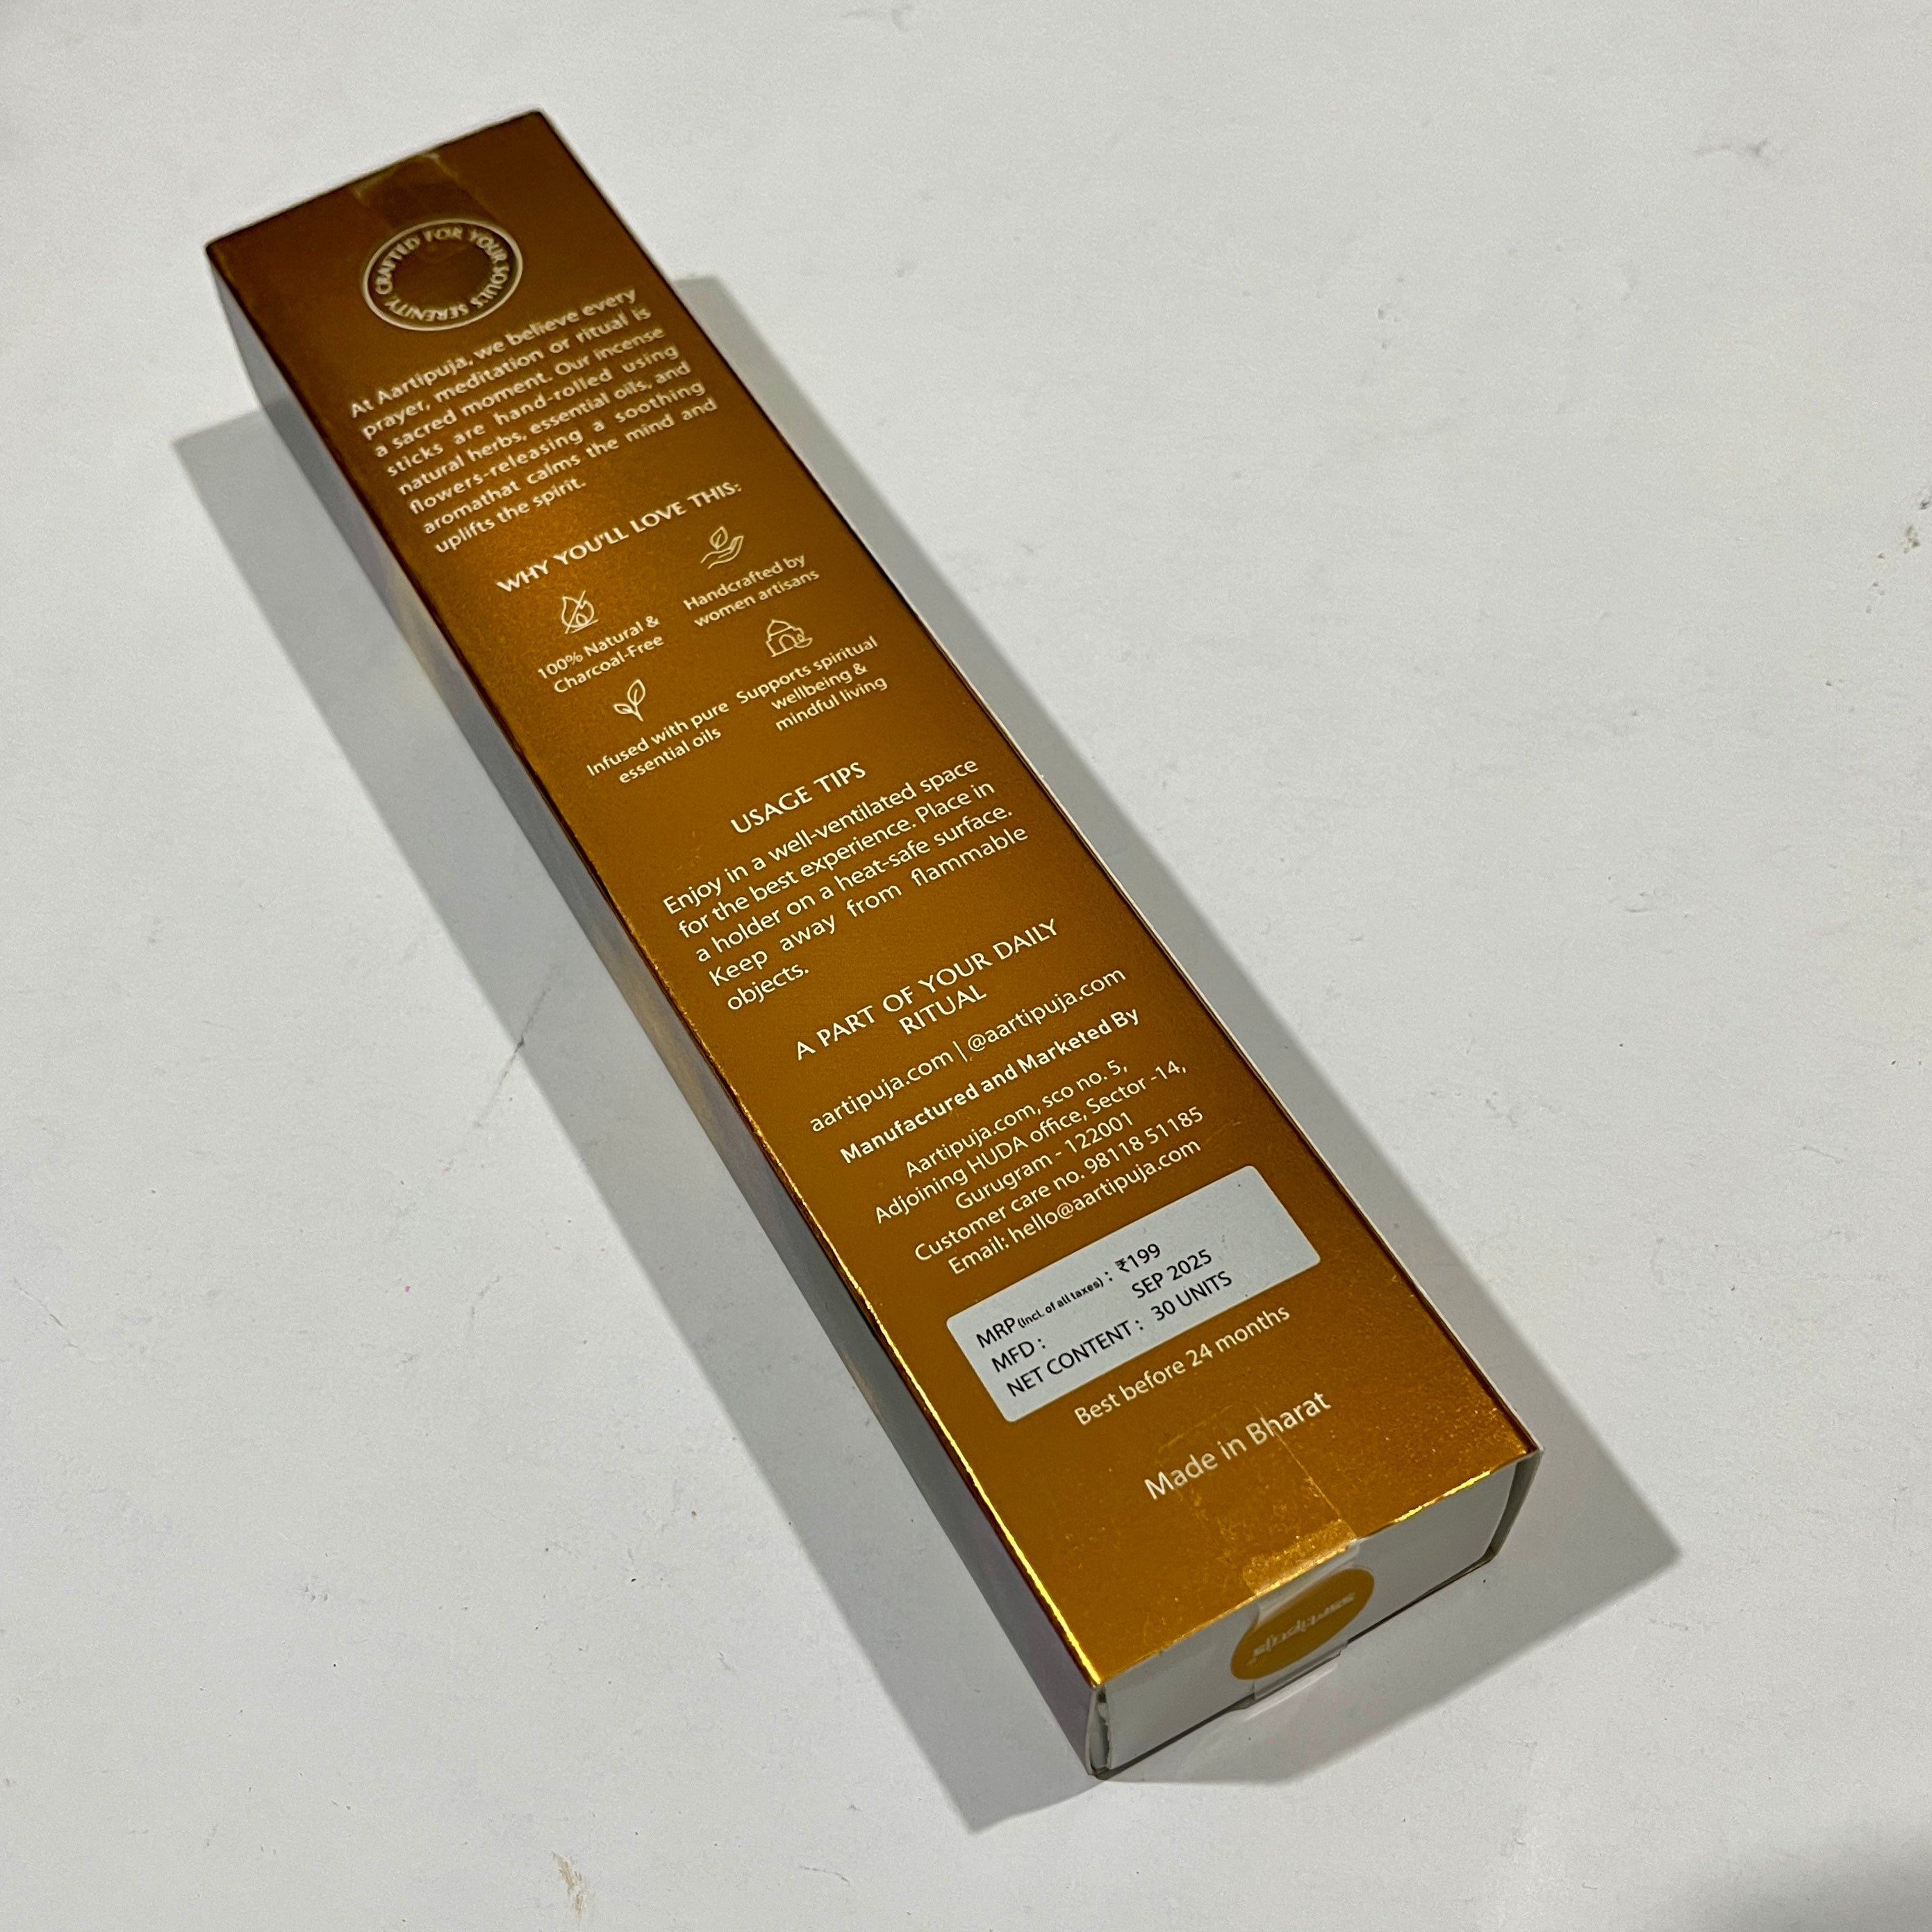 CRAFTED FOR YOUR SOUL'S SERENITY
At Aartipuja, we believe every
prayer, meditation or ritual is
a sacred moment. Our incense
sticks are hand-rolled using
natural herbs, essential oils, and
flowers-releasing a soothing
aromathat calms the mind and
uplifts the spirit.
WHY YOU'LL LOVE THIS:
100% Natural &
Charcoal-Free
Handcrafted by
women artisans
Infused with pure
essential oils
Supports spiritual
wellbeing &
mindful living
USAGE TIPS
Enjoy in a well-ventilated space
for the best experience. Place in
a holder on a heat-safe surface.
Keep away from flammable
objects.
A PART OF YOUR DAILY
RITUAL
aartipuja.com | @aartipuja.com
Manufactured and Marketed By
Aartipuja.com, sco no. 5,
Adjoining HUDA office, Sector -14,
Gurugram - 122001
Customer care no. 98118 51185
Email: hello@aartipuja.com
MRP(Incl. of all taxes) : ₹199
MFD : SEP 2025
NET CONTENT : 30 UNITS
Best before 24 months
Made in Bharat
aartipuja